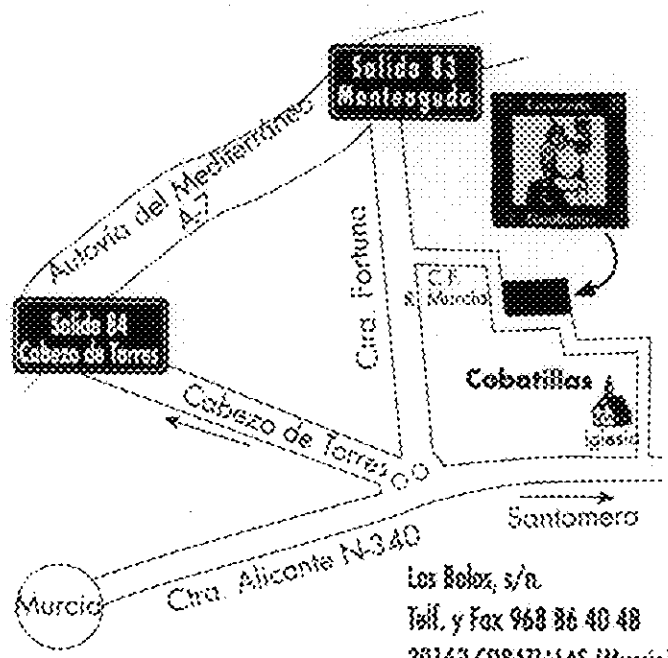 Salida 83
Monteagudo
Autovía del Mediterráneo
A-7
Ctra. Fortuna
C.F.
R. Murcia
Salida 84
Cabezo de Torres
Cabezo de Torres
Cobatillas
Iglesia
Santomera
Ctra. Alicante N-340
Murcia
Los Bolax, s/n.
Telf. y Fax 968 86 40 48